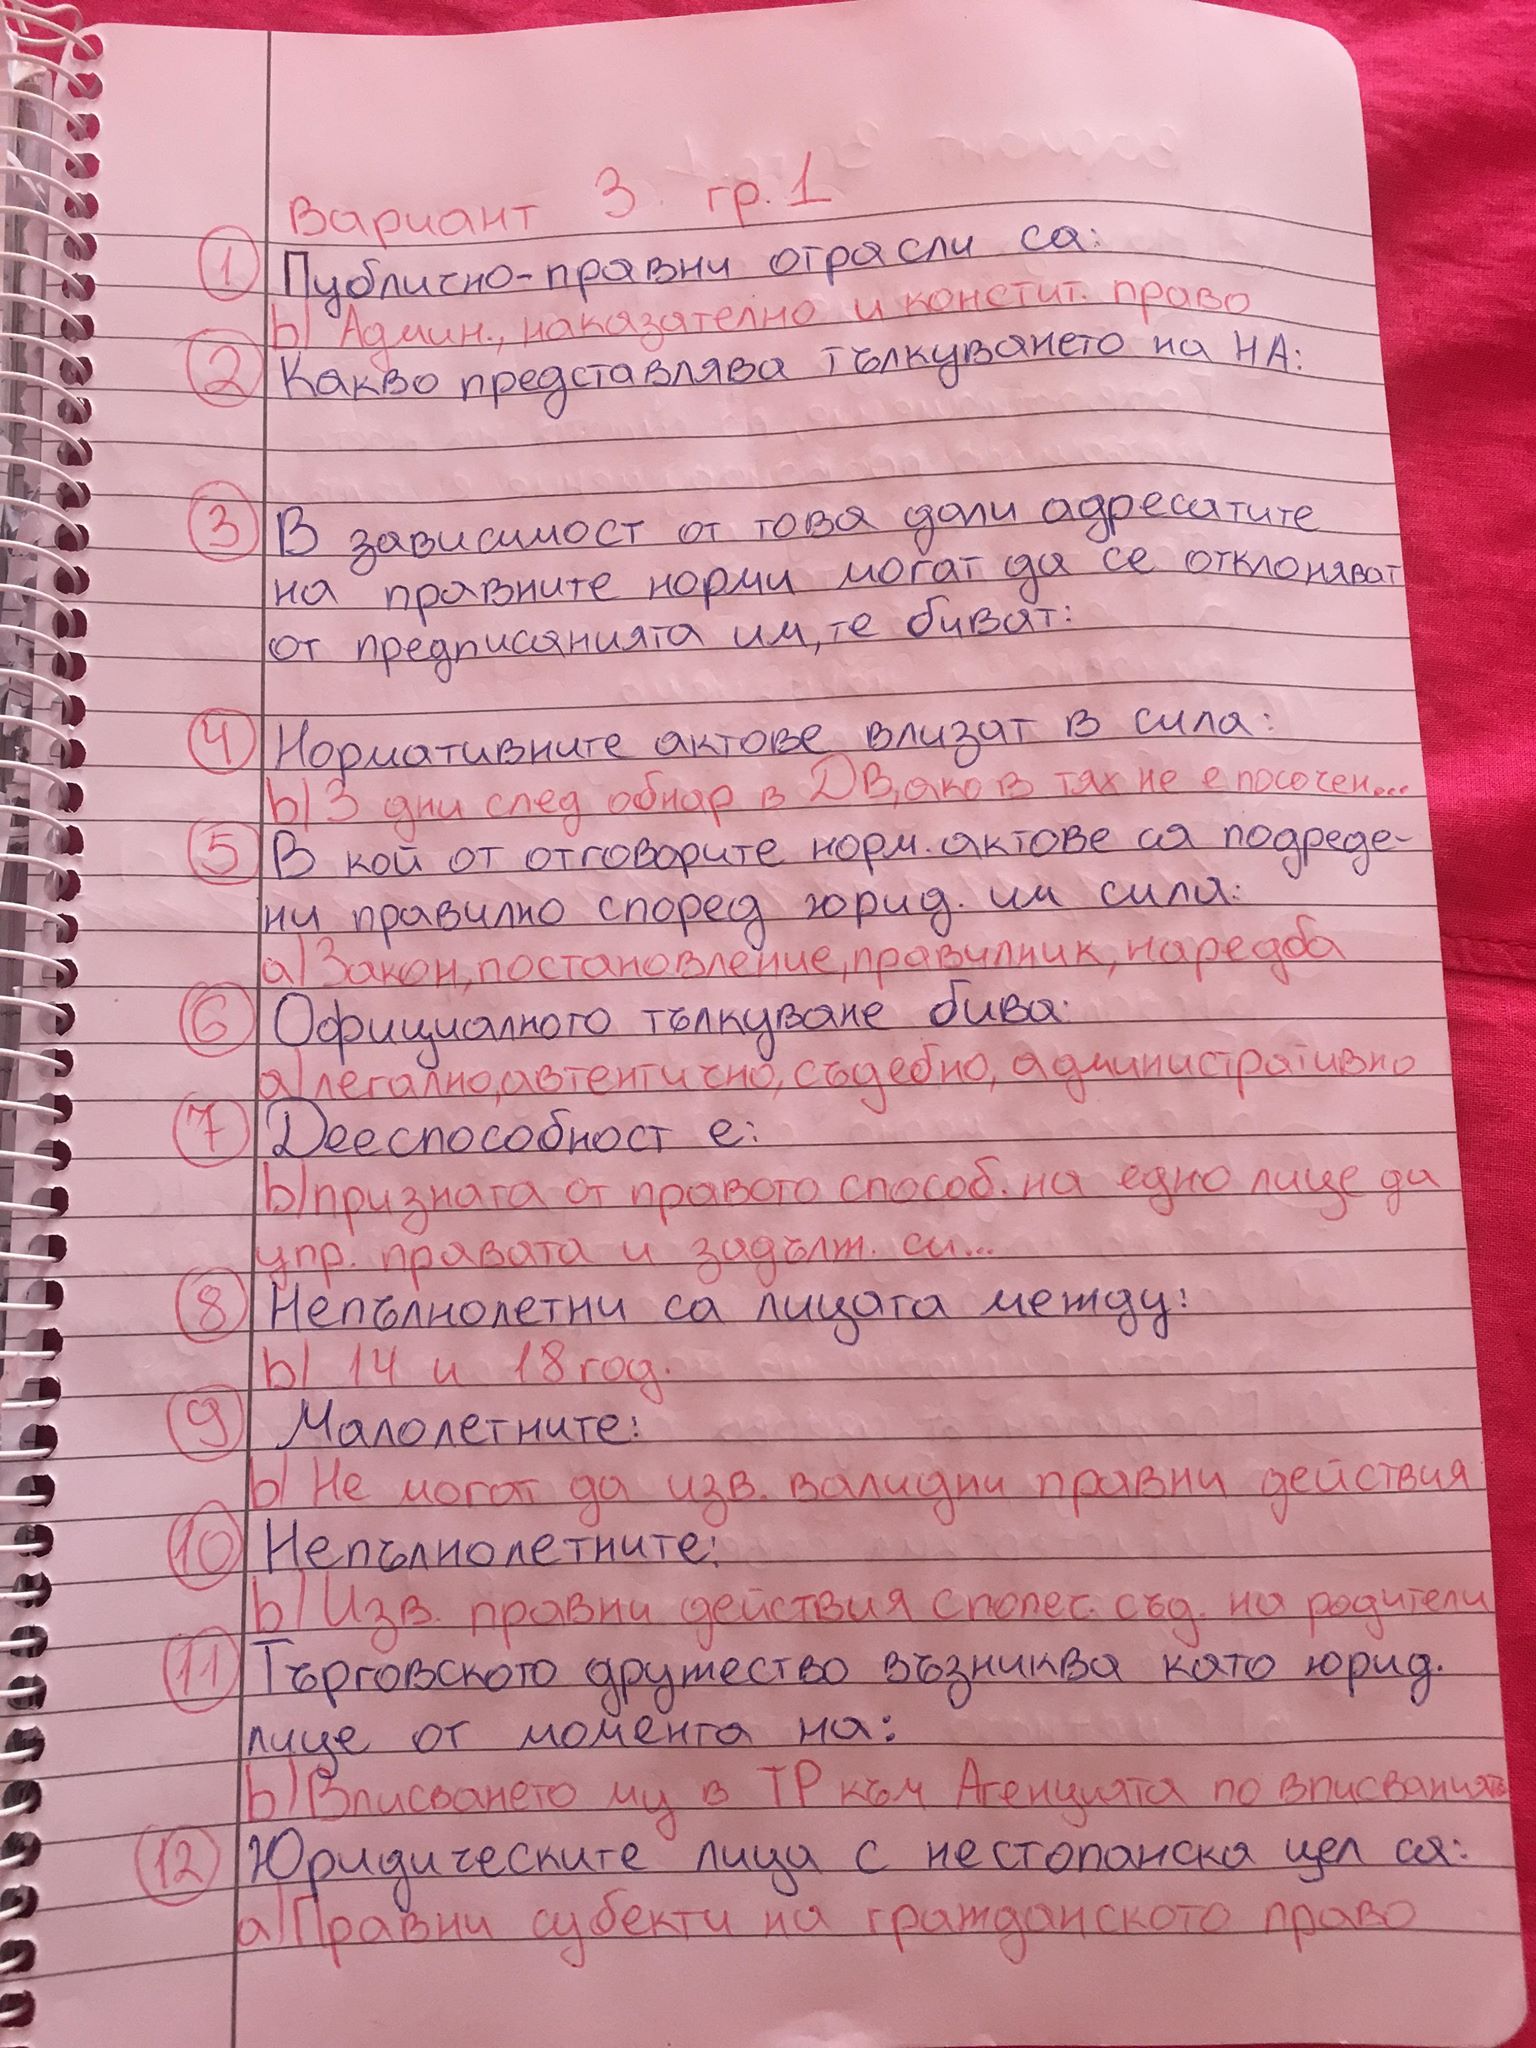 Вариант 3 гр. 1
1 Публично-правни отрасли са:
b) Админ., наказателно и констит. право
2 Какво представлява тълкуването на НА:
3 В зависимост от това дали адресатите
на правните норми могат да се отклоняват
от предписанията им, те биват:
4 Нормативните актове влизат в сила:
b) 3 дни след обнар в ДВ, ако в тях не е посочен...
5 В кой от отговорите норм. актове са подреде-
ни правилно според юрид. им сила:
a) Закон, постановление, правилник, наредба
6 Официалното тълкуване бива:
a) легално, автентично, съдебно, административно
7 Дееспособност е:
b) призната от правото способ. на едно лице да
упр. правата и задълж. си...
8 Непълнолетни са лицата между:
b) 14 и 18 год.
9 Малолетните:
b) Не могат да изв. валидни правни действия
10 Непълнолетните:
b) Изв. правни действия с попеч. съд. на родители
11 Търговското дружество възниква като юрид.
лице от момента на:
b) Вписването му в ТР към Агенцията по вписванията
12 Юридическите лица с нестопанска цел са:
a) Правни субекти на гражданското право